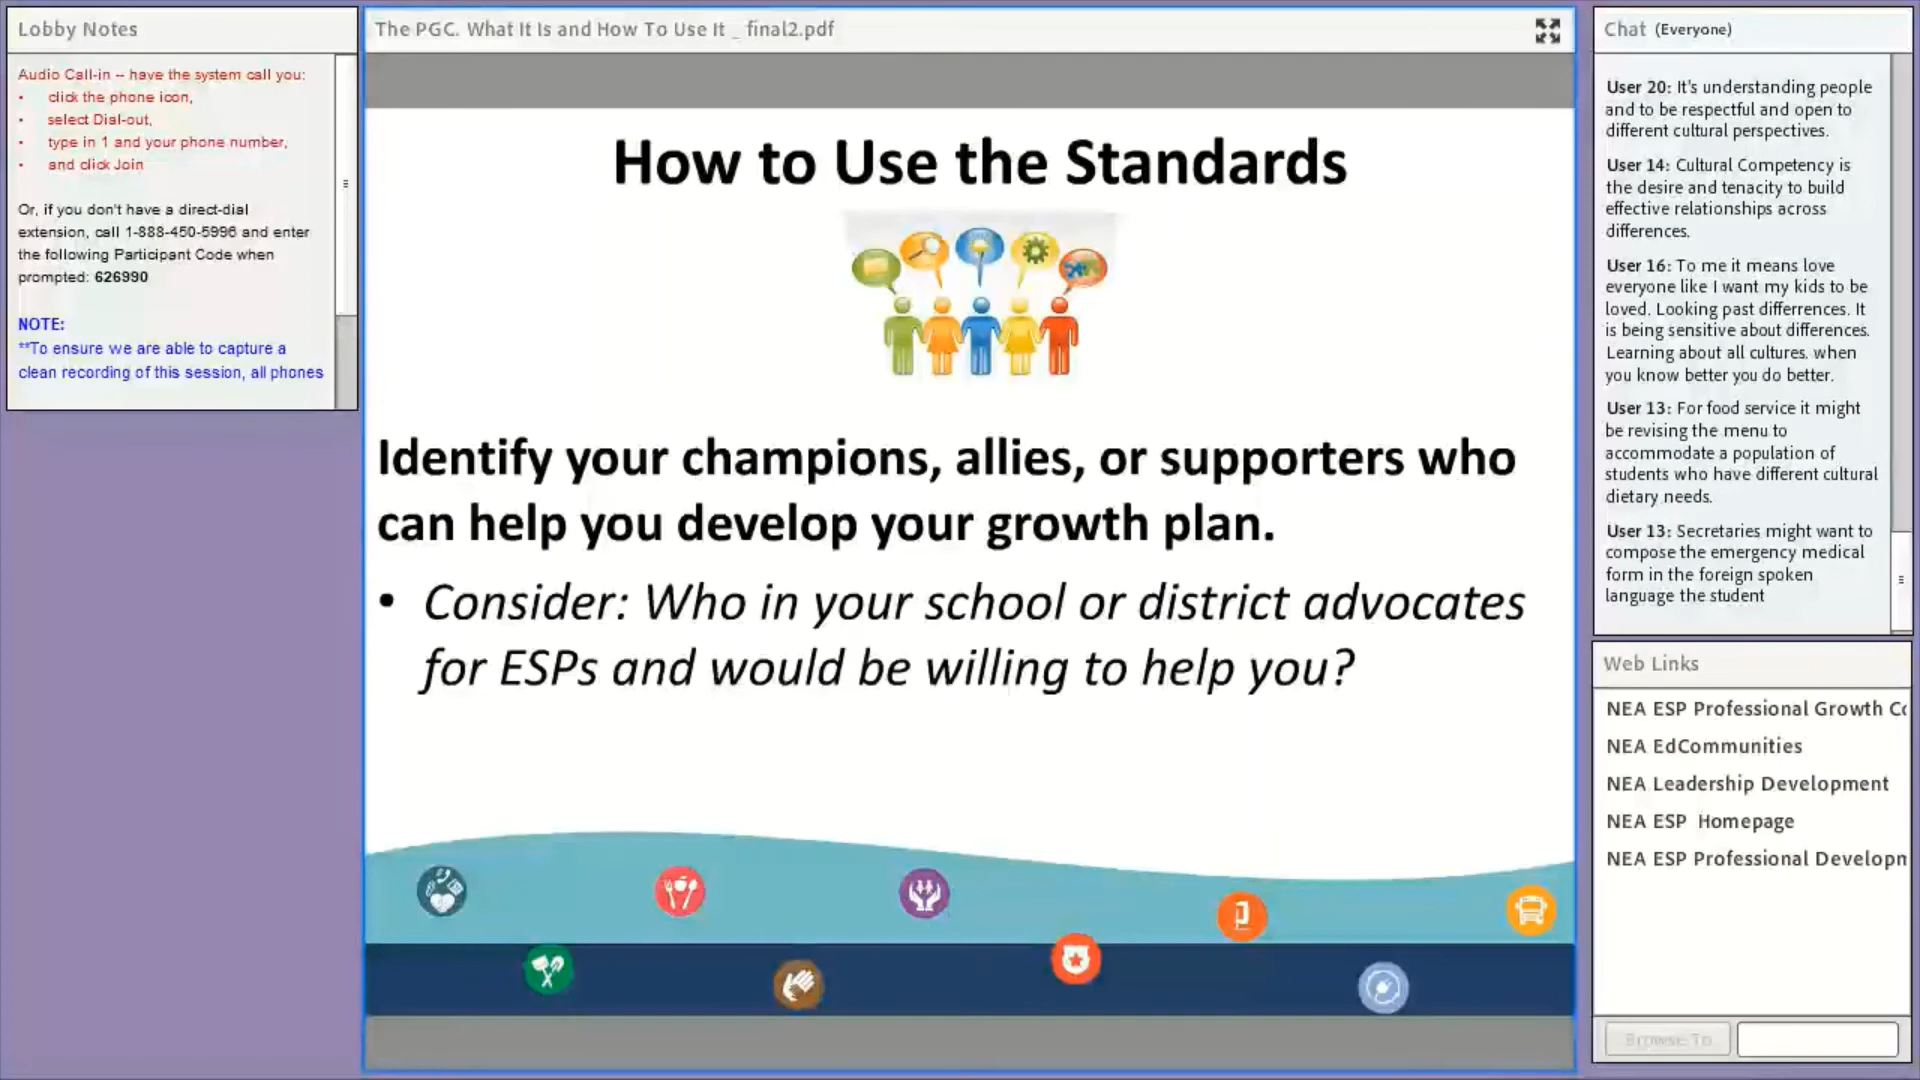 Lobby Notes
Audio Call-in -- have the system call you:
• click the phone icon,
• select Dial-out,
• type in 1 and your phone number,
• and click Join
Or, if you don't have a direct-dial
extension, call 1-888-450-5996 and enter
the following Participant Code when
prompted: 626990
NOTE:
**To ensure we are able to capture a
clean recording of this session, all phones
The PGC. What It Is and How To Use It _ final2.pdf
How to Use the Standards
Identify your champions, allies, or supporters who
can help you develop your growth plan.
• Consider: Who in your school or district advocates
for ESPs and would be willing to help you?
Chat (Everyone)
User 20: It's understanding people
and to be respectful and open to
different cultural perspectives.
User 14: Cultural Competency is
the desire and tenacity to build
effective relationships across
differences.
User 16: To me it means love
everyone like I want my kids to be
loved. Looking past differrences. It
is being sensitive about differences.
Learning about all cultures. when
you know better you do better.
User 13: For food service it might
be revising the menu to
accommodate a population of
students who have different cultural
dietary needs.
User 13: Secretaries might want to
compose the emergency medical
form in the foreign spoken
language the student
Web Links
NEA ESP Professional Growth Co
NEA EdCommunities
NEA Leadership Development
NEA ESP Homepage
NEA ESP Professional Developm
Browse To